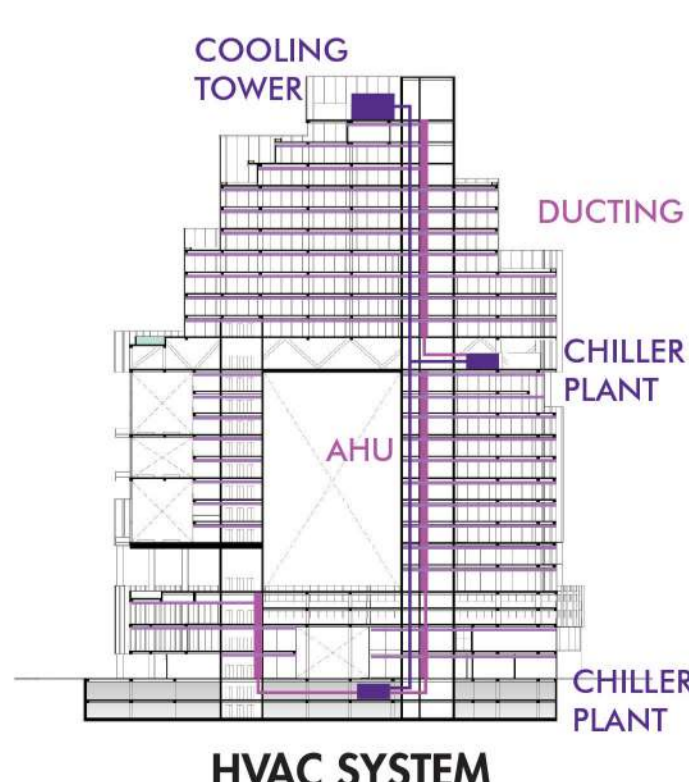 COOLING
TOWER
DUCTING
CHILLER
PLANT
AHU
CHILLER
PLANT
HVAC SYSTEM